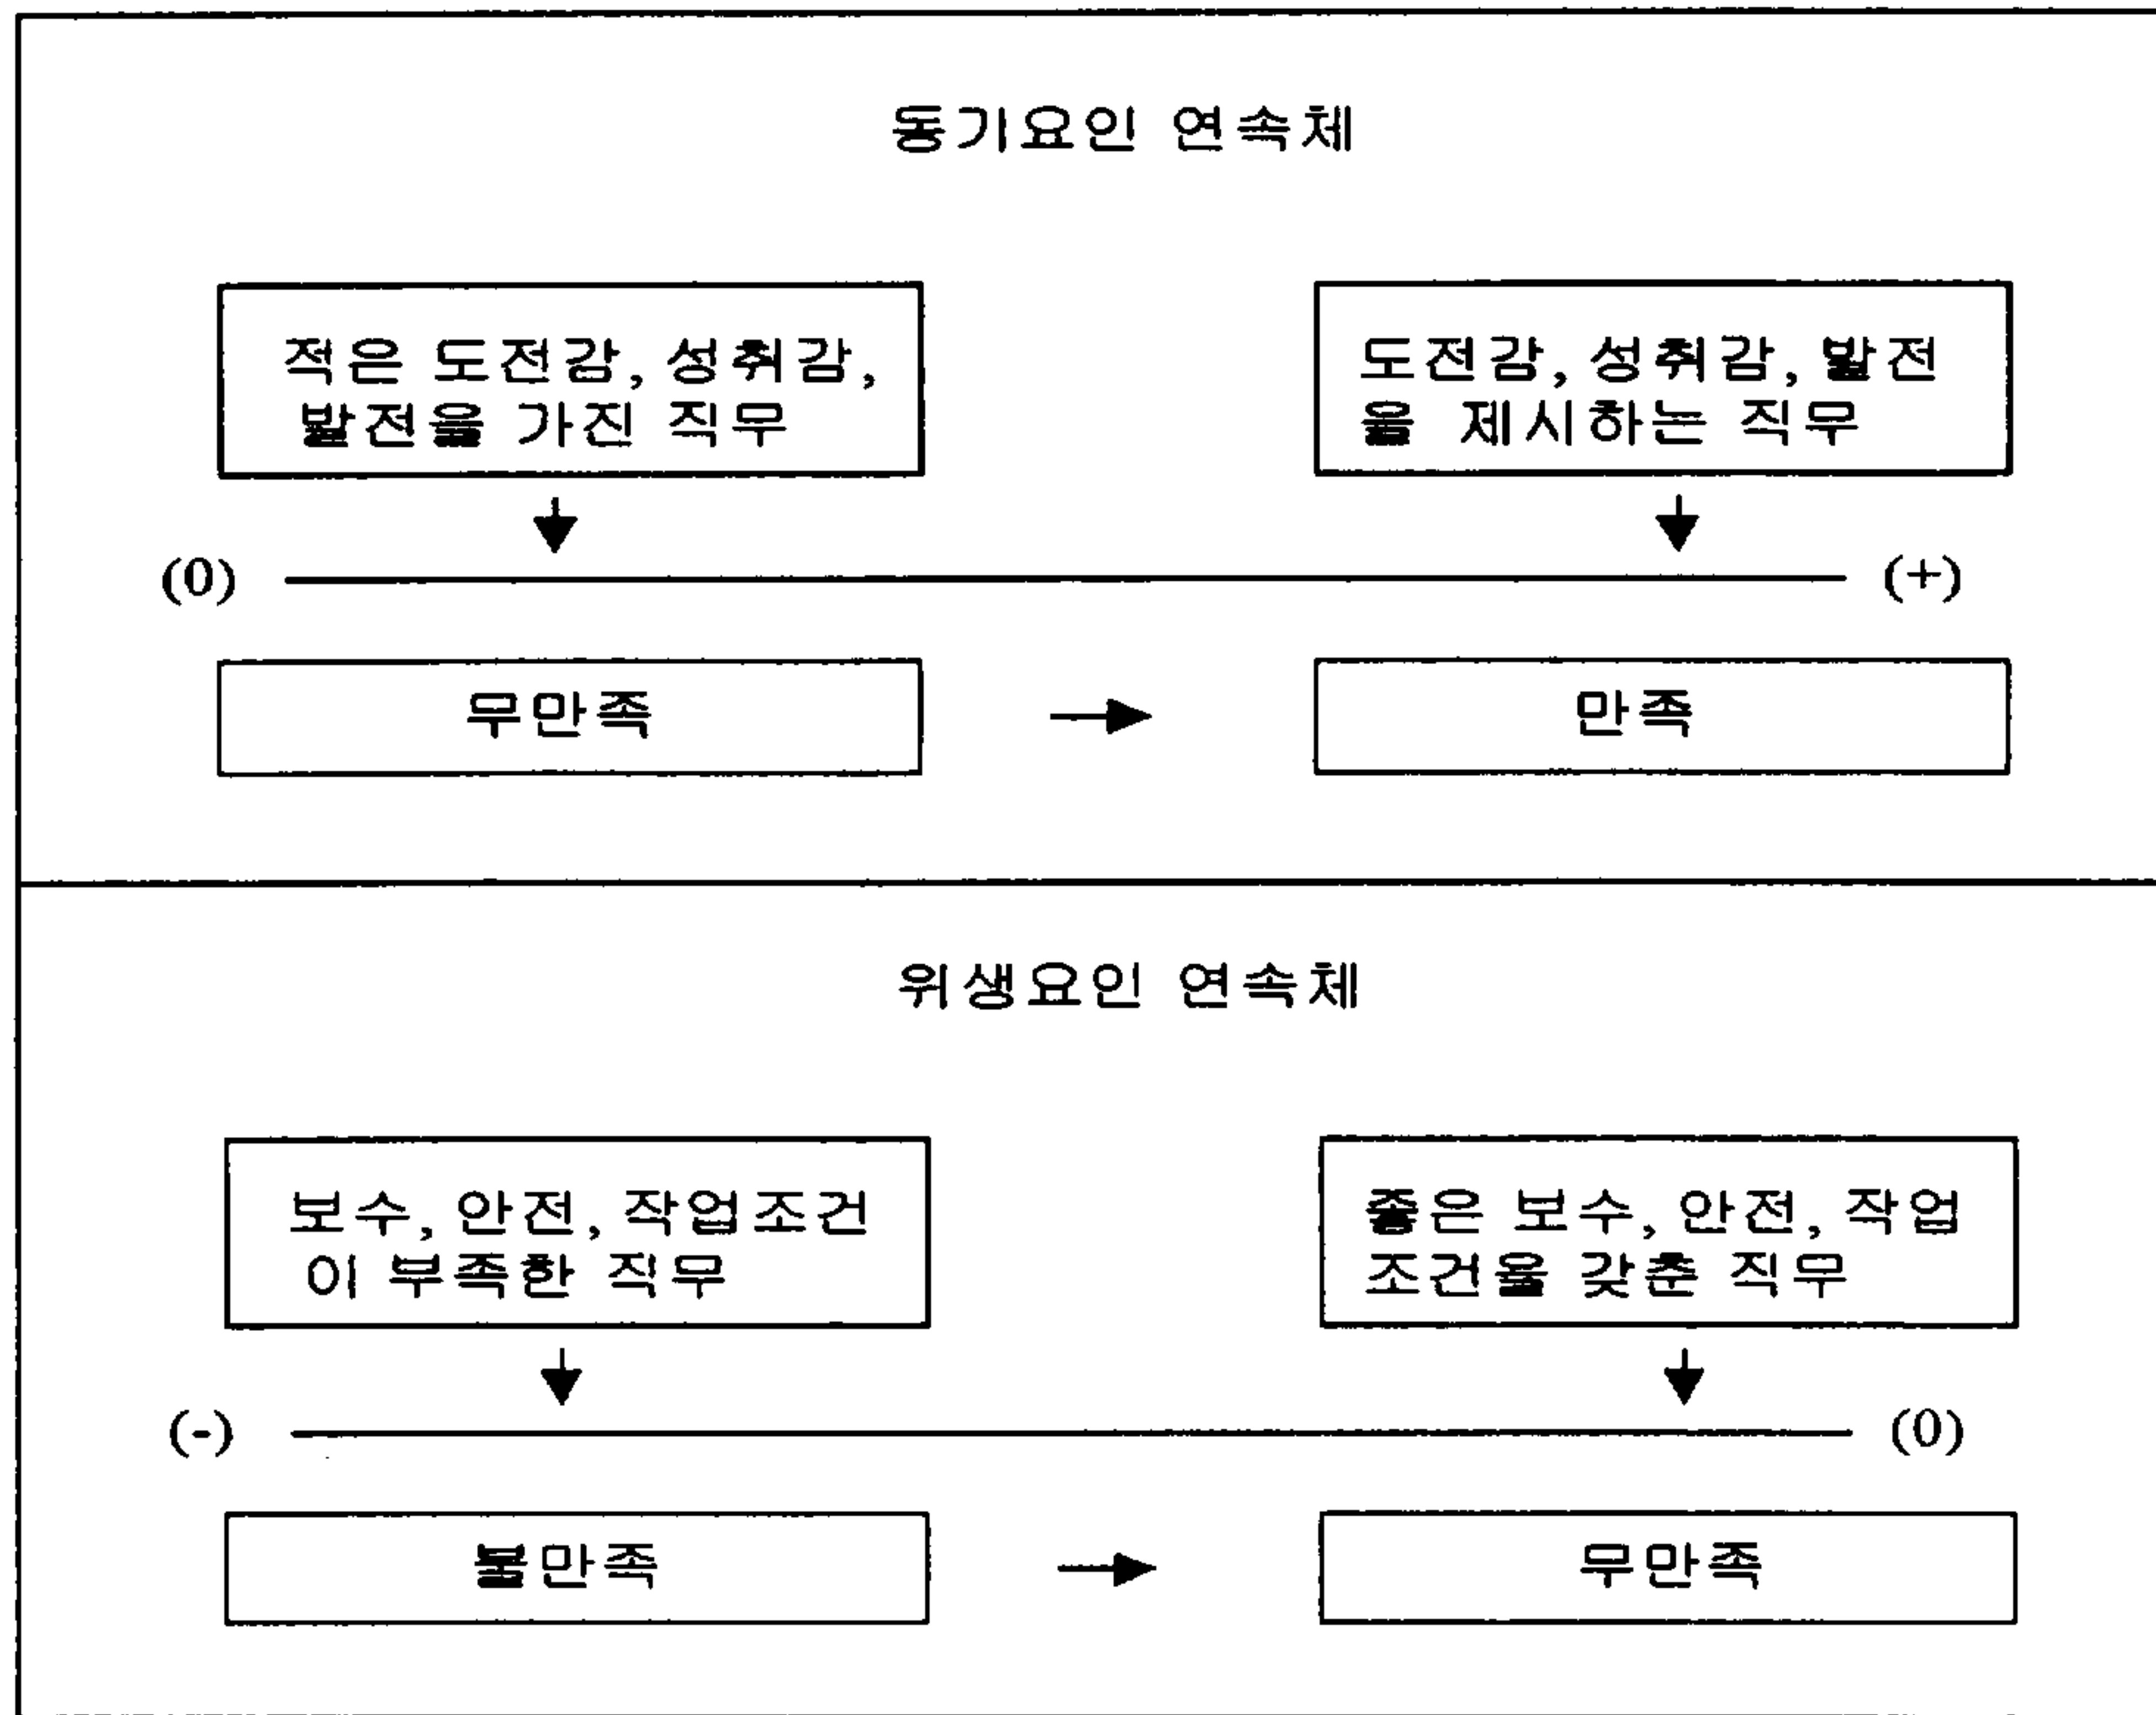 동기요인 연속체
적은 도전감, 성취감,
발전을 가진 직무
도전감, 성취감, 발전
을 제시하는 직무
(0)
(+)
무만족
만족
위생요인 연속체
보수, 안전, 작업조건
이 부족한 직무
좋은 보수, 안전, 작업
조건을 갖춘 직무
(-)
(0)
불만족
무만족